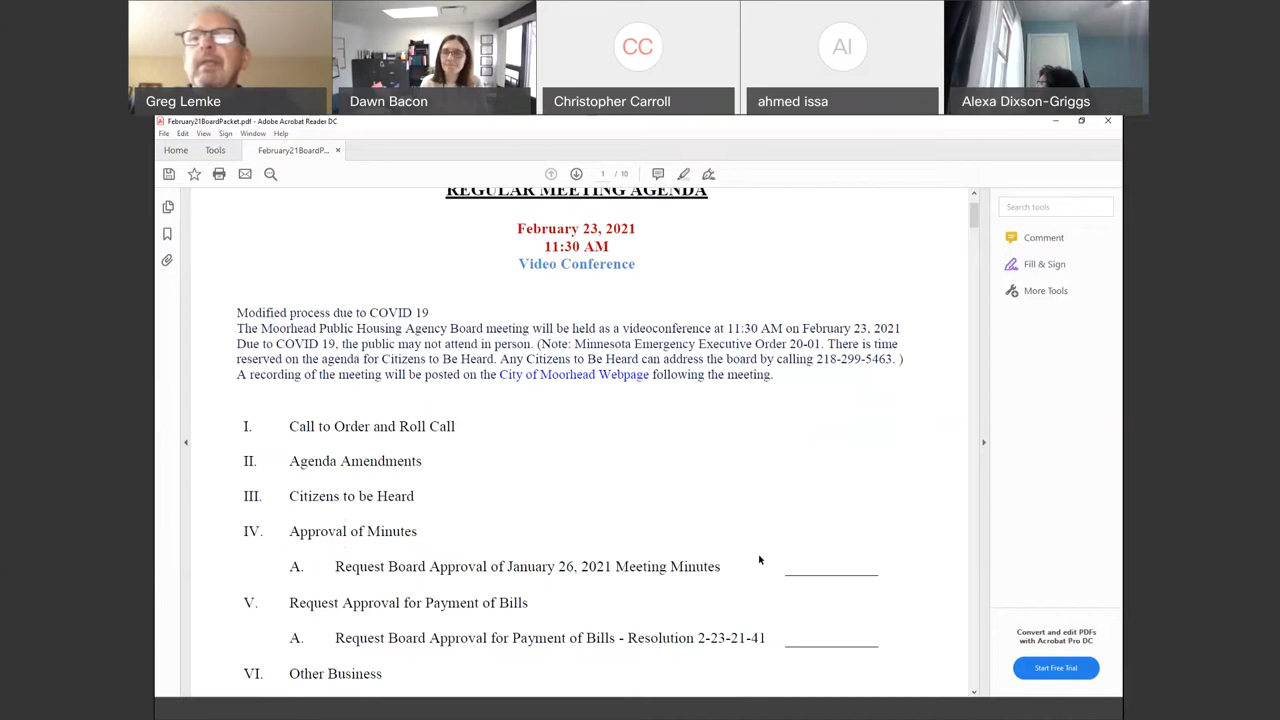 CC
AI
Greg Lemke
Dawn Bacon
Christopher Carroll
ahmed issa
Alexa Dixson-Griggs
February21BoardPacket.pdf - Adobe Acrobat Reader DC
File Edit View Sign Window Help
Home Tools February21BoardP... ×
1 / 10
REGULAR MEETING AGENDA
Search tools
February 23, 2021
11:30 AM
Video Conference
Comment
Fill & Sign
More Tools
Modified process due to COVID 19
The Moorhead Public Housing Agency Board meeting will be held as a videoconference at 11:30 AM on February 23, 2021
Due to COVID 19, the public may not attend in person. (Note: Minnesota Emergency Executive Order 20-01. There is time
reserved on the agenda for Citizens to Be Heard. Any Citizens to Be Heard can address the board by calling 218-299-5463. )
A recording of the meeting will be posted on the City of Moorhead Webpage following the meeting.
I. Call to Order and Roll Call
II. Agenda Amendments
III. Citizens to be Heard
IV. Approval of Minutes
A. Request Board Approval of January 26, 2021 Meeting Minutes
V. Request Approval for Payment of Bills
A. Request Board Approval for Payment of Bills - Resolution 2-23-21-41
VI. Other Business
Convert and edit PDFs
with Acrobat Pro DC
Start Free Trial